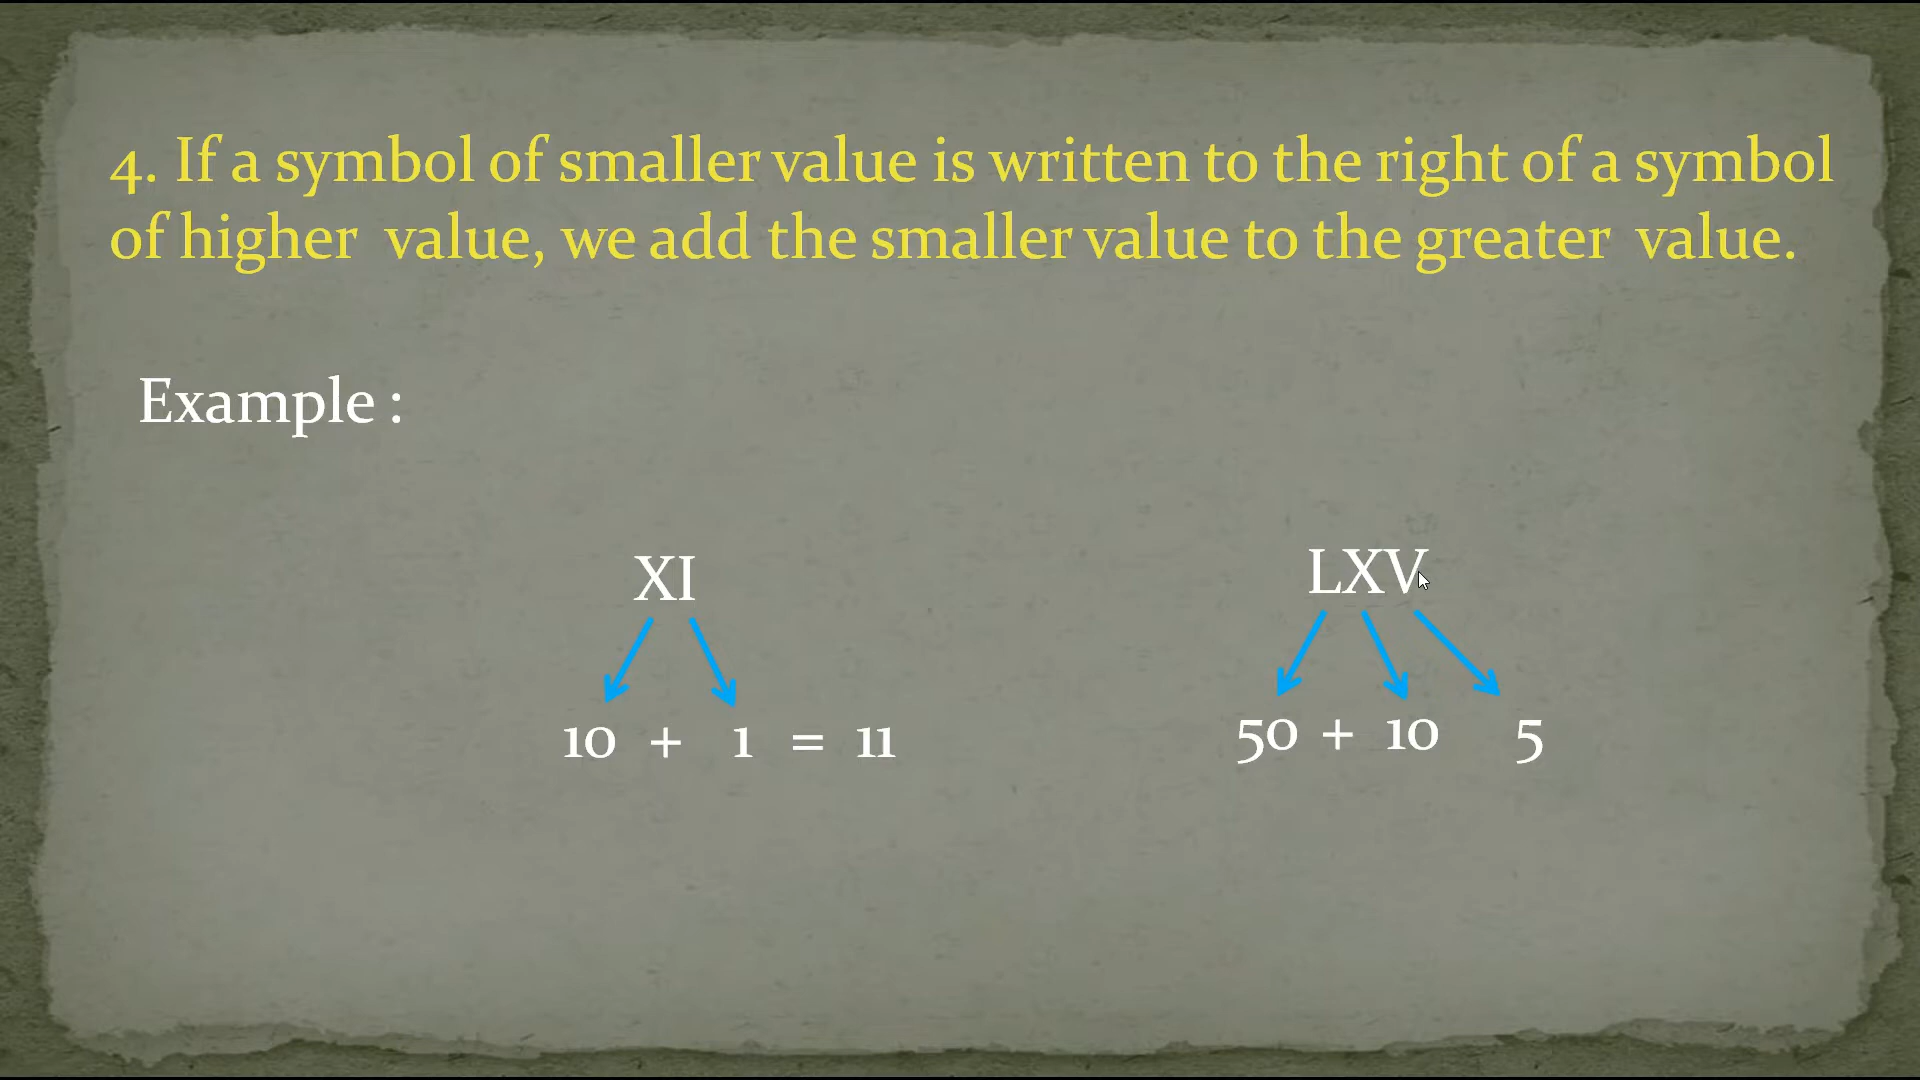 4. If a symbol of smaller value is written to the right of a symbol
of higher value, we add the smaller value to the greater value.
Example :
XI
LXV
10 + 1 = 11
50 + 10 5